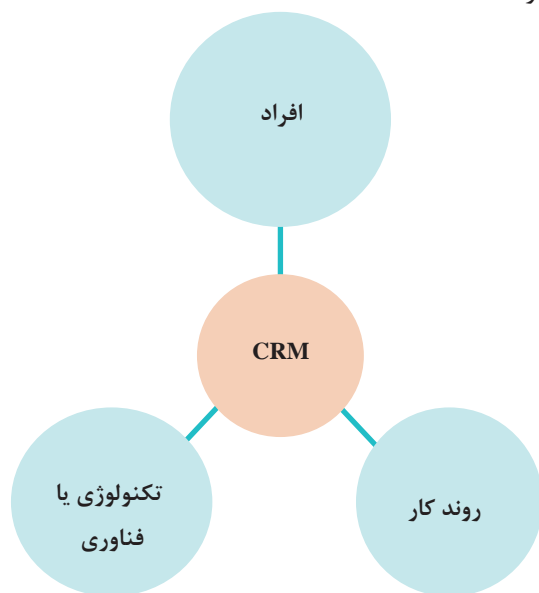 افراد
CRM
روند کار
تکنولوژی یا
فناوری